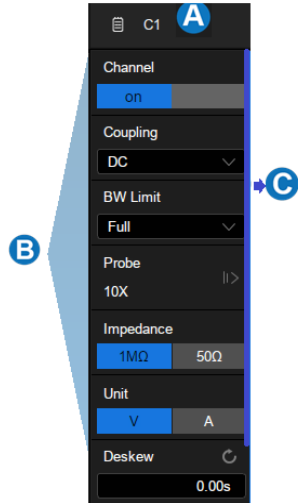 C1 A
Channel
on
Coupling
DC
BW Limit
C
Full
B
Probe
10X
Impedance
1MΩ 50Ω
Unit
V A
Deskew
0.00s